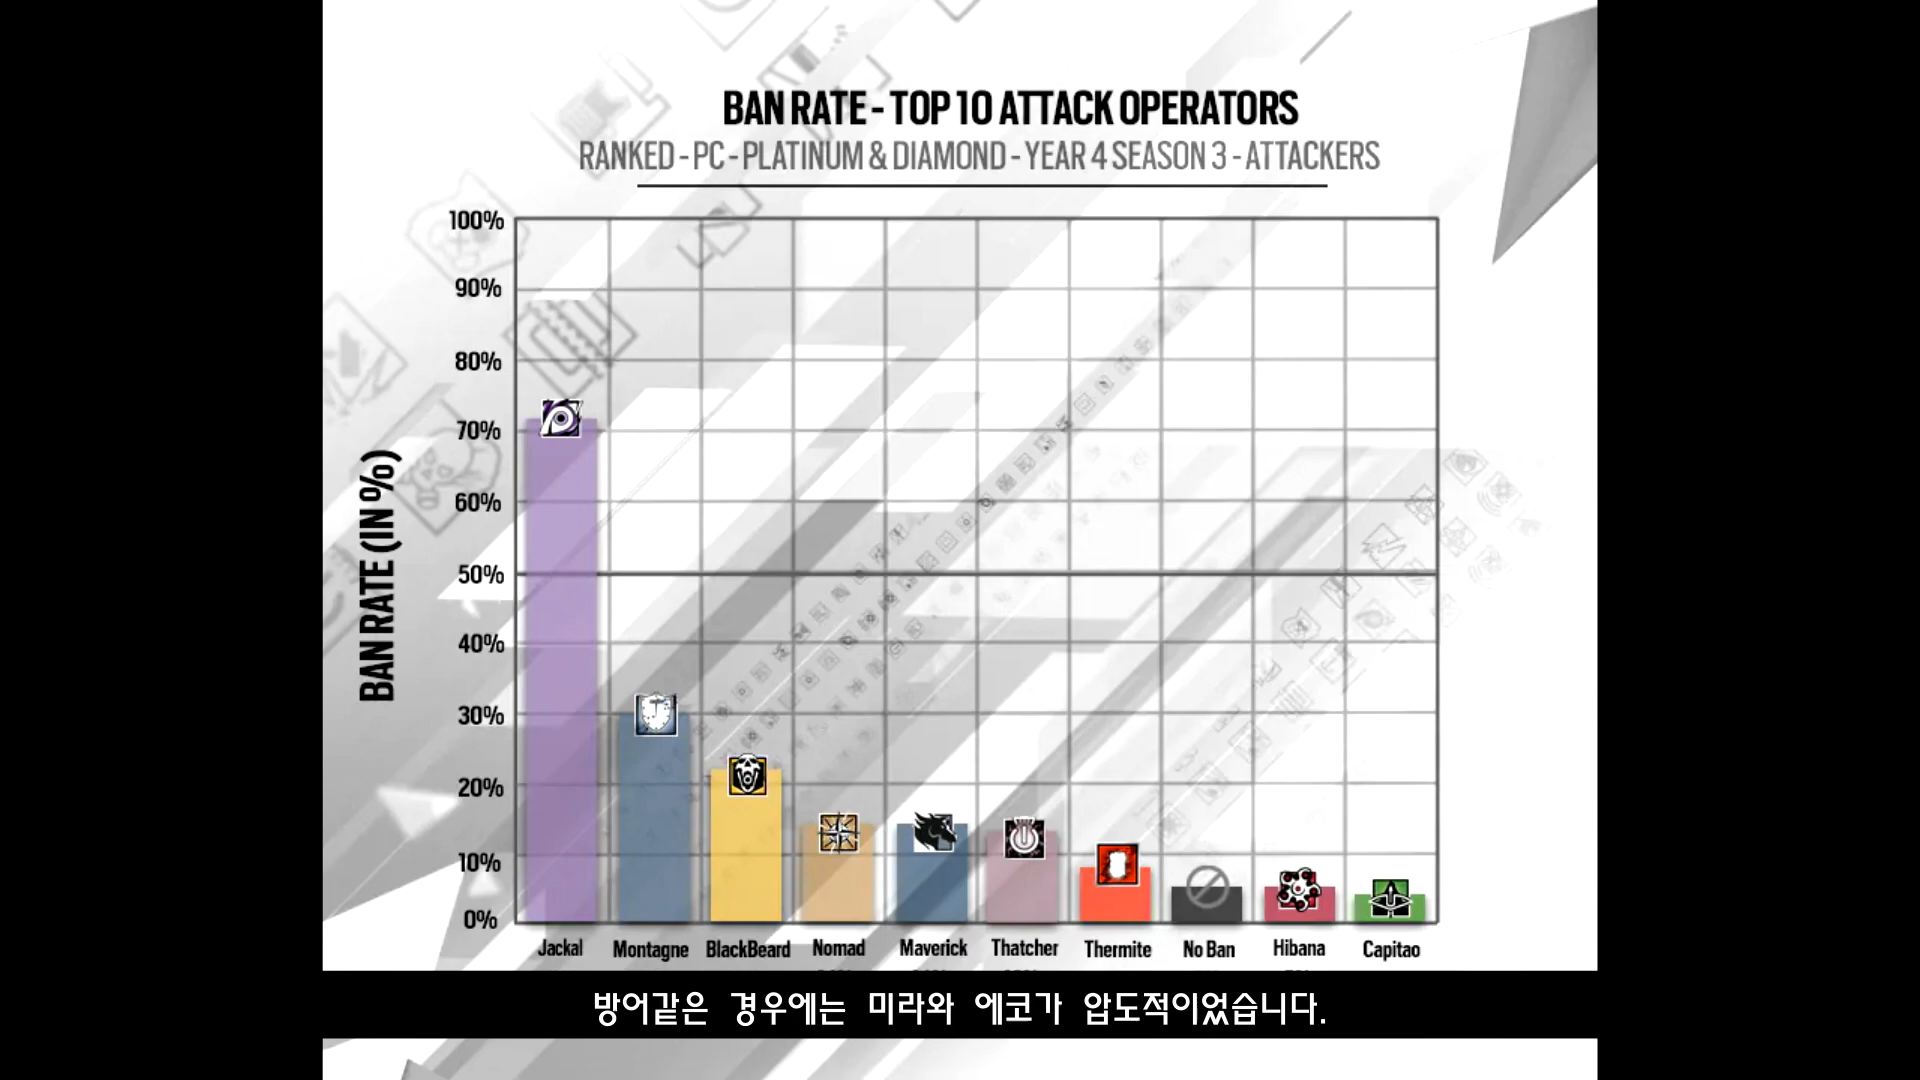 BAN RATE - TOP 10 ATTACK OPERATORS
RANKED - PC - PLATINUM & DIAMOND - YEAR 4 SEASON 3 - ATTACKERS
100%
90%
80%
70%
60%
50%
40%
30%
20%
10%
0%
BAN RATE (IN %)
Jackal Montagne BlackBeard Nomad Maverick Thatcher Thermite No Ban Hibana Capitao
방어같은 경우에는 미라와 에코가 압도적이었습니다.